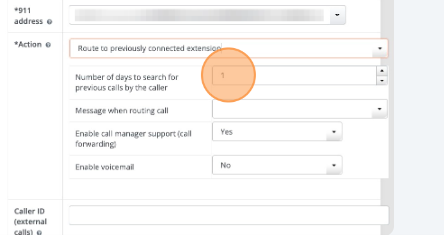 *911
address
*Action
Route to previously connected extension
Number of days to search for
previous calls by the caller
1
Message when routing call
Enable call manager support (call
forwarding)
Yes
Enable voicemail
No
Caller ID
(external
calls)